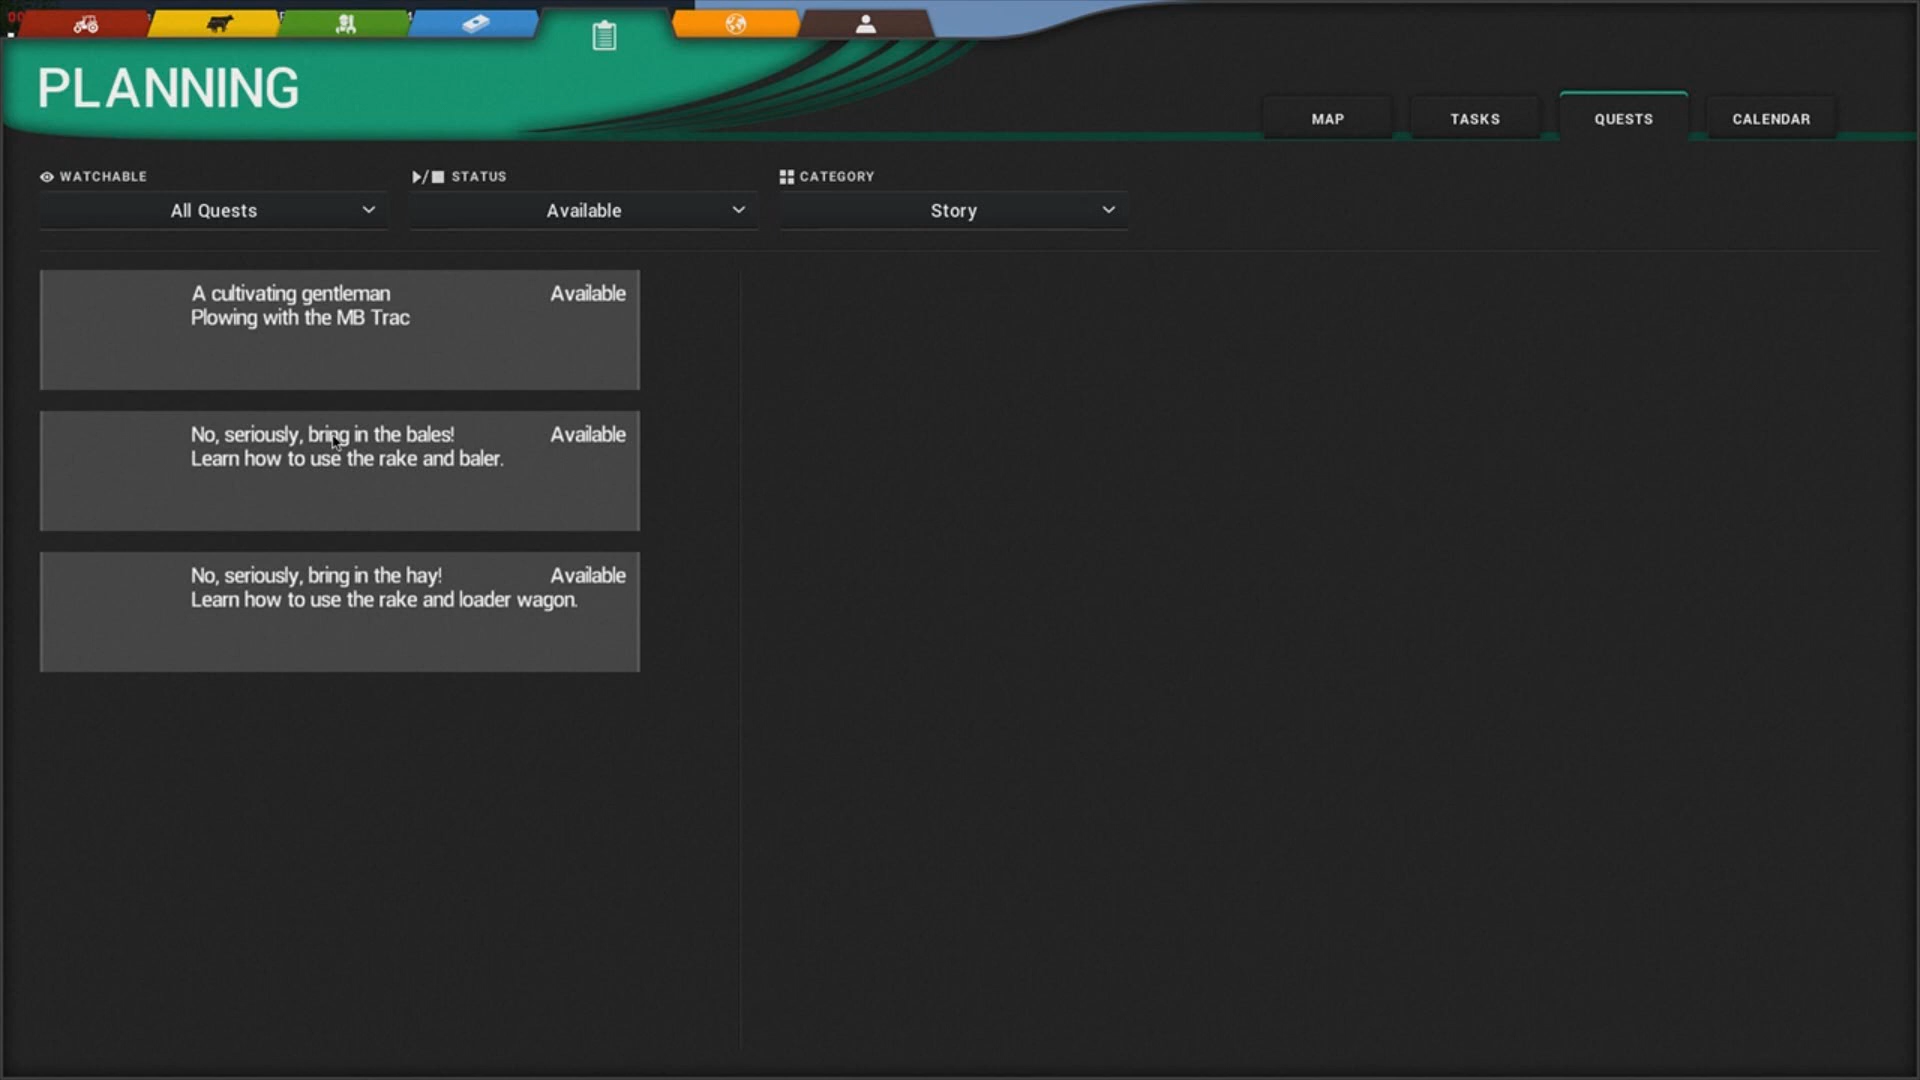 PLANNING
MAP
TASKS
QUESTS
CALENDAR
WATCHABLE
STATUS
CATEGORY
All Quests
Available
Story
A cultivating gentleman
Available
Plowing with the MB Trac
No, seriously, bring in the bales!
Available
Learn how to use the rake and baler.
No, seriously, bring in the hay!
Available
Learn how to use the rake and loader wagon.